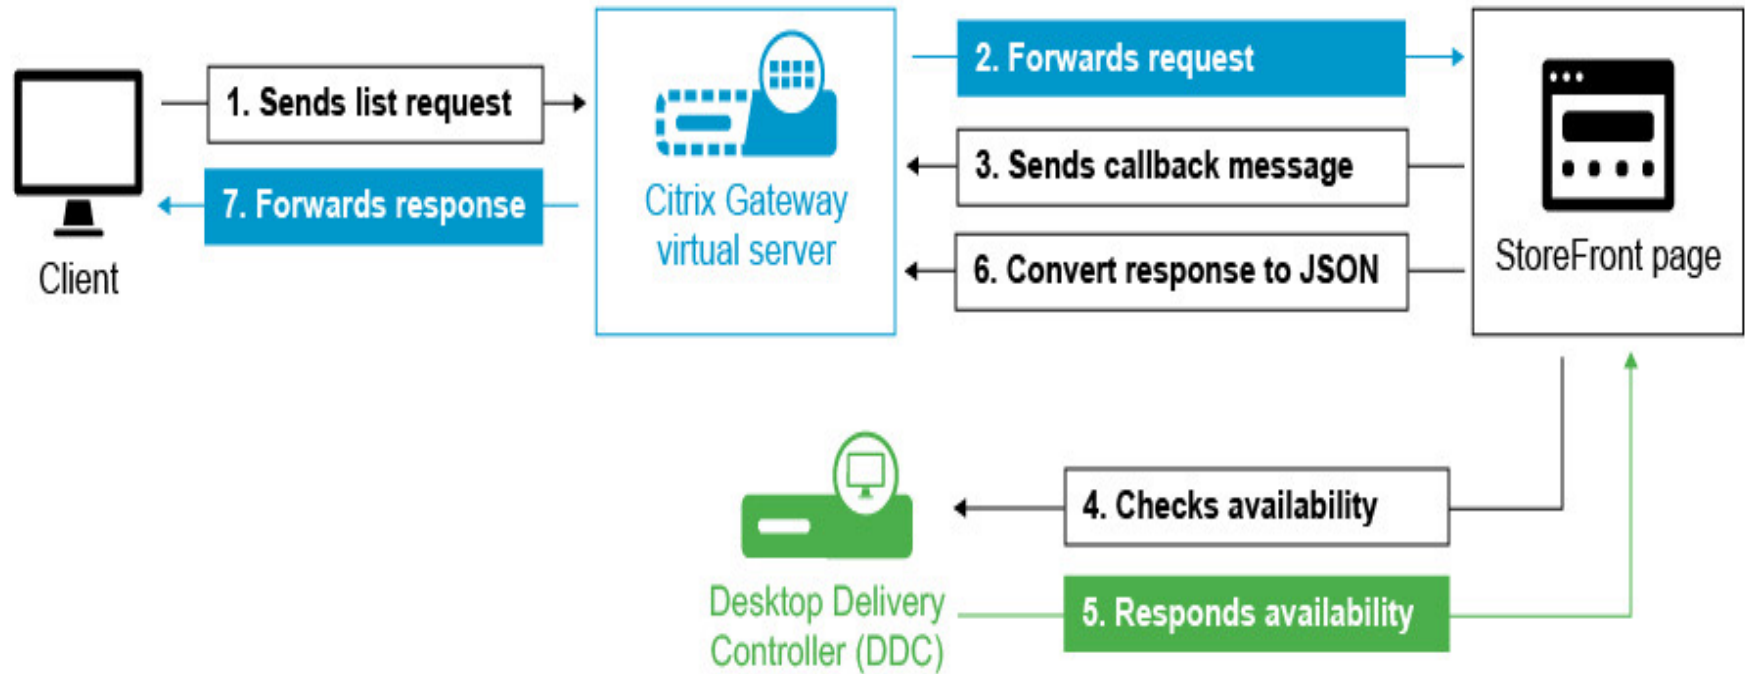 1. Sends list request
2. Forwards request
3. Sends callback message
7. Forwards response
Citrix Gateway
virtual server
6. Convert response to JSON
StoreFront page
Client
4. Checks availability
5. Responds availability
Desktop Delivery
Controller (DDC)